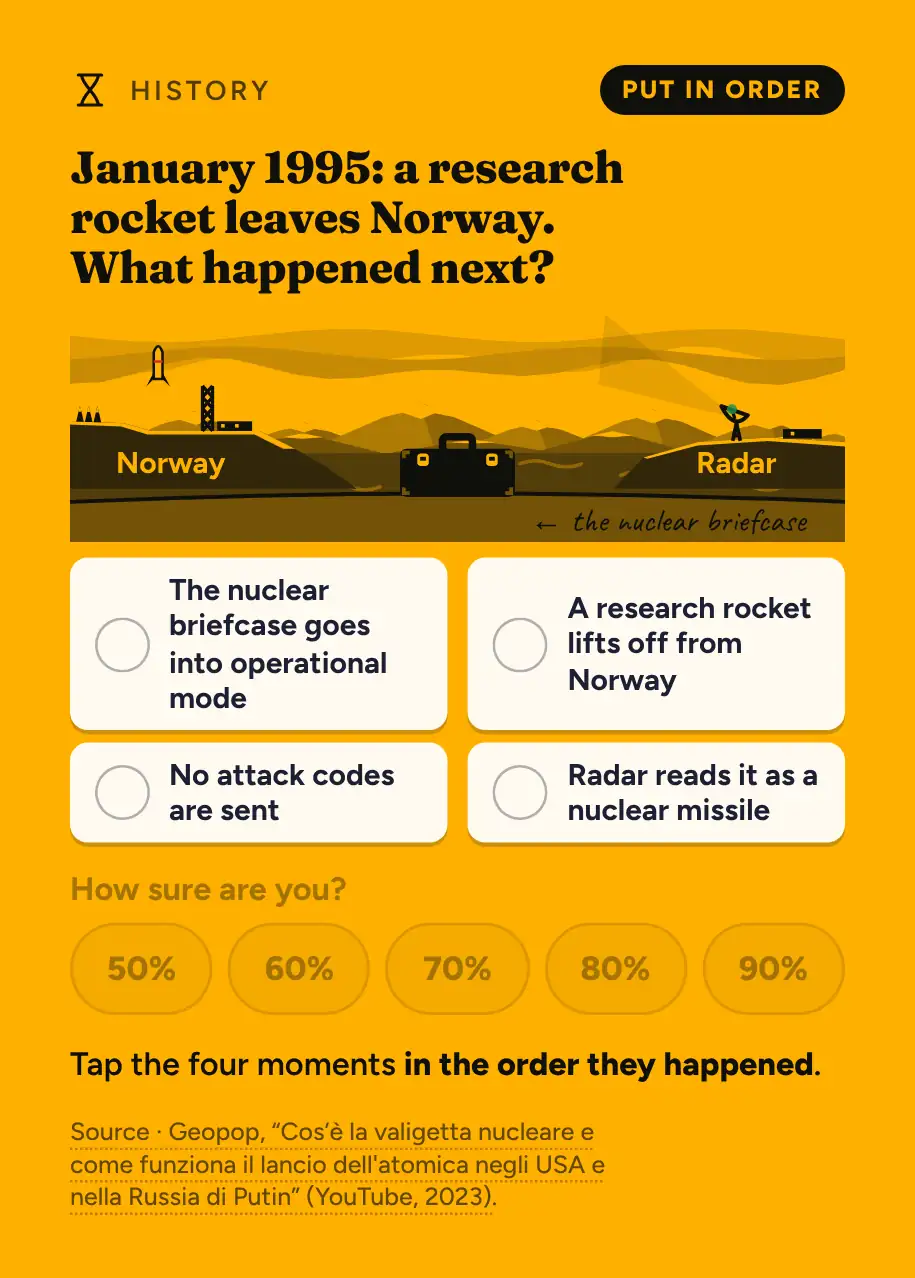 HISTORY
PUT IN ORDER
January 1995: a research
rocket leaves Norway.
What happened next?
Norway
Radar
← the nuclear briefcase
The nuclear
briefcase goes
into operational
mode
A research rocket
lifts off from
Norway
No attack codes
are sent
Radar reads it as a
nuclear missile
How sure are you?
50%
60%
70%
80%
90%
Tap the four moments in the order they happened.
Source · Geopop, “Cos’è la valigetta nucleare e
come funziona il lancio dell'atomica negli USA e
nella Russia di Putin” (YouTube, 2023).